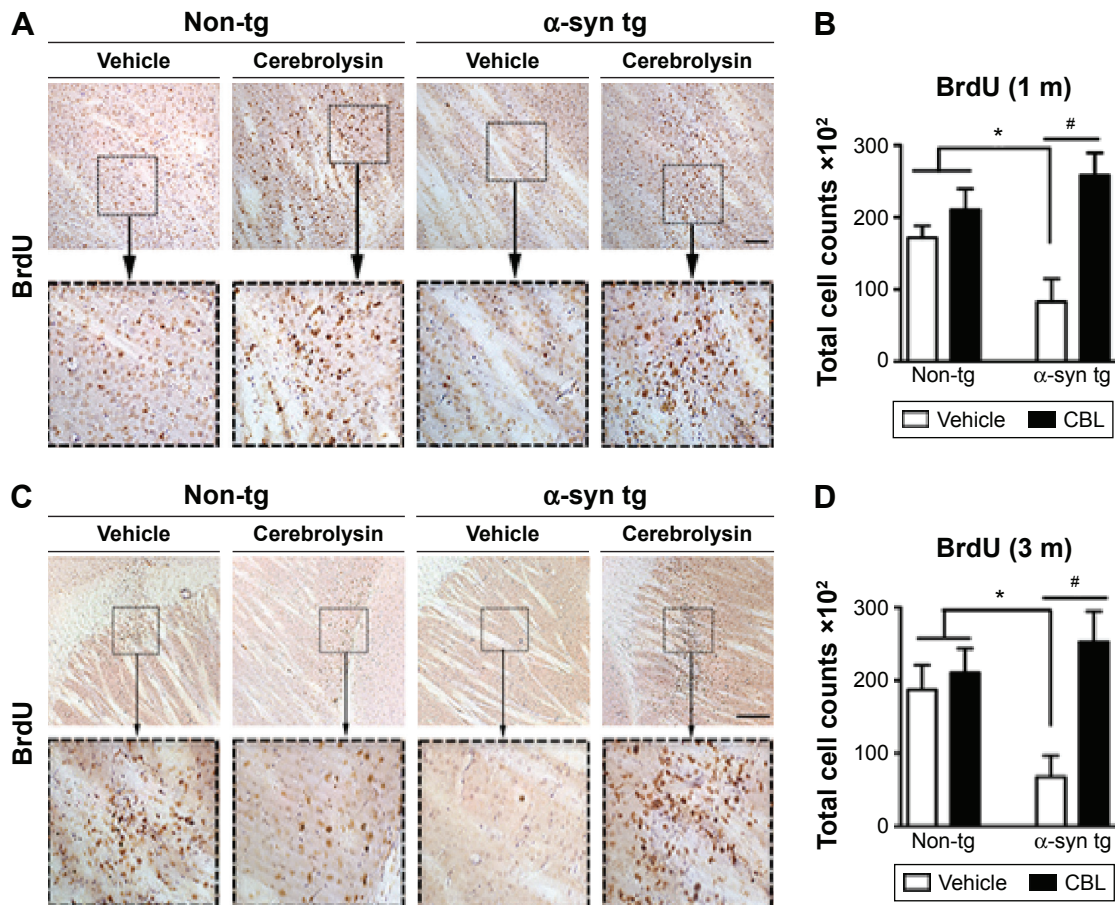 A
Non-tg
α-syn tg
Vehicle
Cerebrolysin
Vehicle
Cerebrolysin
BrdU
B
BrdU (1 m)
*
#
Total cell counts ×10²
300
200
100
0
Non-tg
α-syn tg
Vehicle
CBL
C
Non-tg
α-syn tg
Vehicle
Cerebrolysin
Vehicle
Cerebrolysin
BrdU
D
BrdU (3 m)
*
#
Total cell counts ×10²
300
200
100
0
Non-tg
α-syn tg
Vehicle
CBL